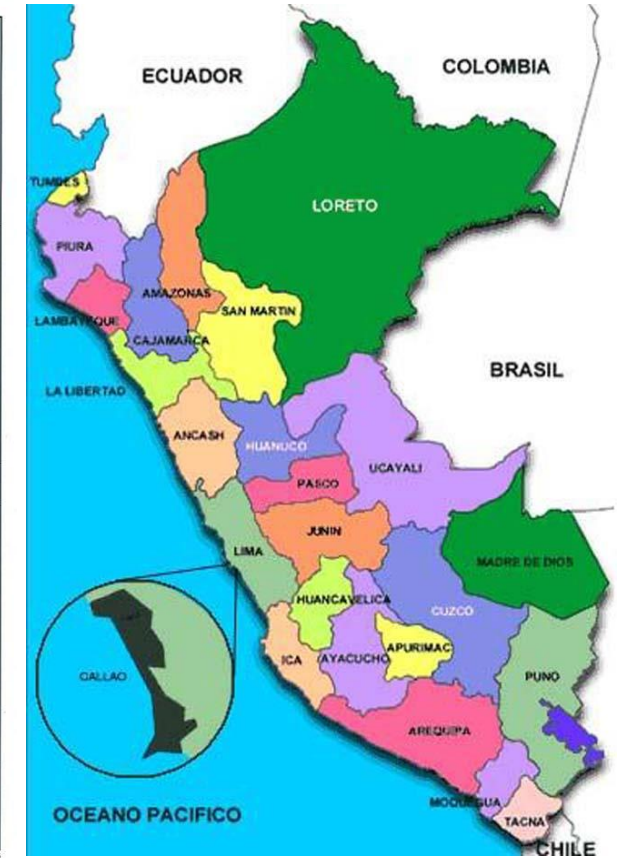 ECUADOR
COLOMBIA
TUMBES
LORETO
PIURA
AMAZONAS
SAN MARTIN
LAMBAYEQUE
CAJAMARCA
BRASIL
LA LIBERTAD
ANCASH
HUANUCO
UCAYALI
PASCO
JUNIN
LIMA
MADRE DE DIOS
HUANCAVELICA
CUZCO
APURIMAC
ICA
AYACUCHO
CALLAO
PUNO
AREQUIPA
MOQUEGUA
OCEANO PACIFICO
TACNA
CHILE